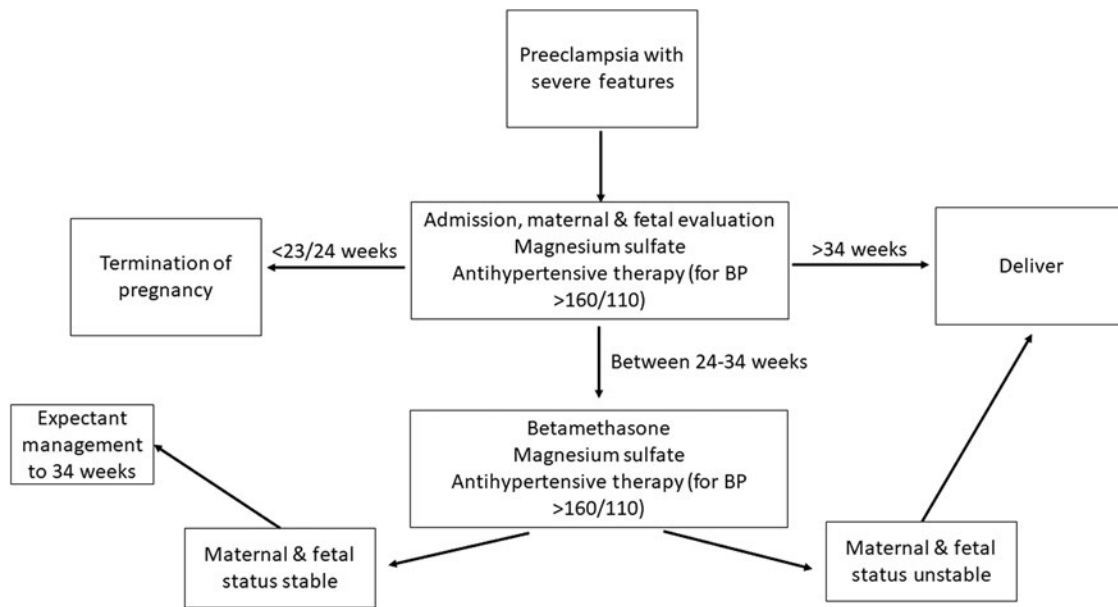 Preeclampsia with
severe features
Admission, maternal & fetal evaluation
Magnesium sulfate
Antihypertensive therapy (for BP
>160/110)
<23/24 weeks
Termination of
pregnancy
>34 weeks
Deliver
Between 24-34 weeks
Betamethasone
Magnesium sulfate
Antihypertensive therapy (for BP
>160/110)
Expectant
management
to 34 weeks
Maternal & fetal
status stable
Maternal & fetal
status unstable